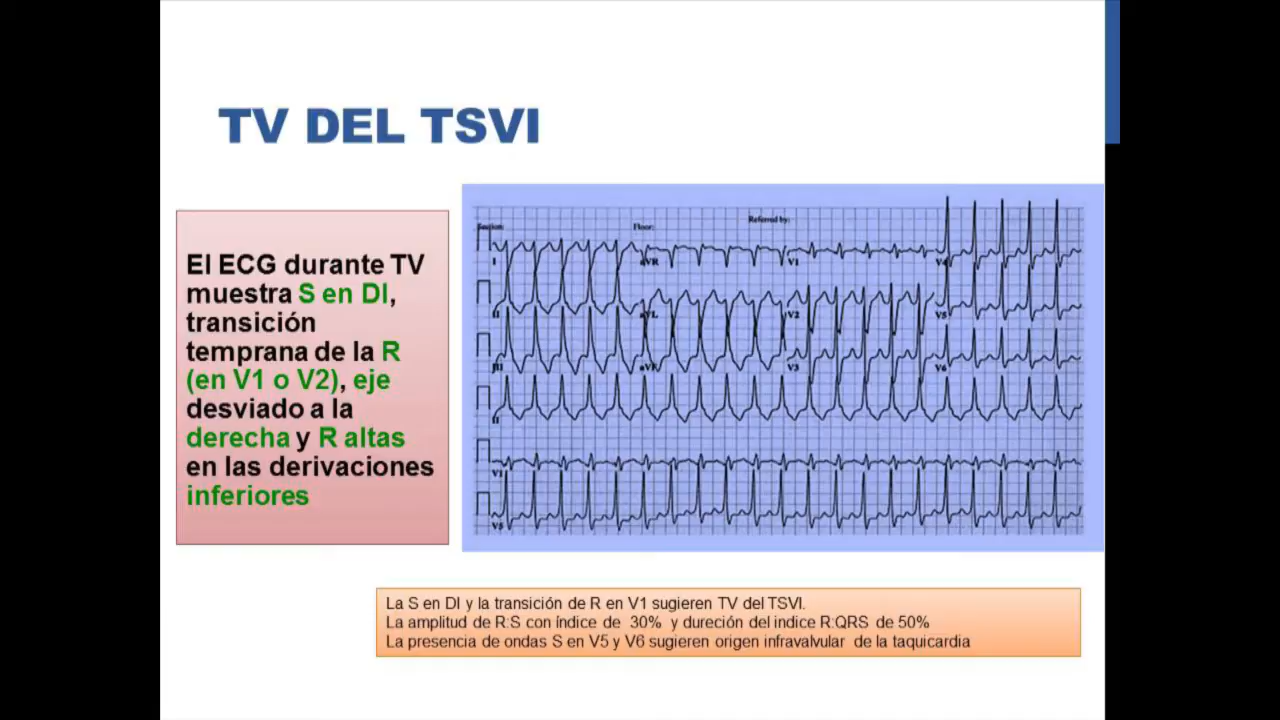 TV DEL TSVI
El ECG durante TV
muestra S en DI,
transición
temprana de la R
(en V1 o V2), eje
desviado a la
derecha y R altas
en las derivaciones
inferiores
Referred by:
Floor:
I
aVR
V1
V4
II
aVL
V2
V5
III
V3
V6
II
V1
V5
La S en DI y la transición de R en V1 sugieren TV del TSVI.
La amplitud de R:S con índice de 30% y dureción del indice R:QRS de 50%
La presencia de ondas S en V5 y V6 sugieren origen infravalvular de la taquicardia